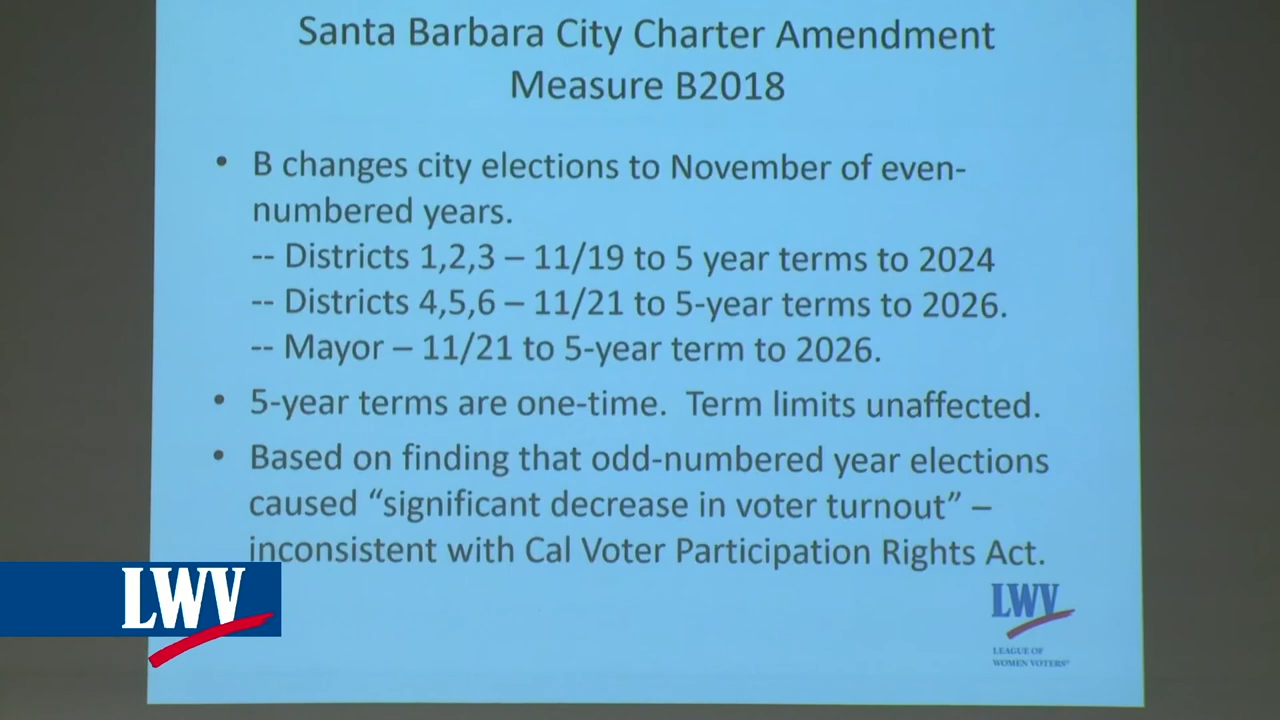 Santa Barbara City Charter Amendment
Measure B2018
• B changes city elections to November of even-
numbered years.
-- Districts 1,2,3 – 11/19 to 5 year terms to 2024
-- Districts 4,5,6 – 11/21 to 5-year terms to 2026.
-- Mayor – 11/21 to 5-year term to 2026.
• 5-year terms are one-time. Term limits unaffected.
• Based on finding that odd-numbered year elections
caused “significant decrease in voter turnout” –
inconsistent with Cal Voter Participation Rights Act.
LWV
LWV
LEAGUE OF
WOMEN VOTERS®